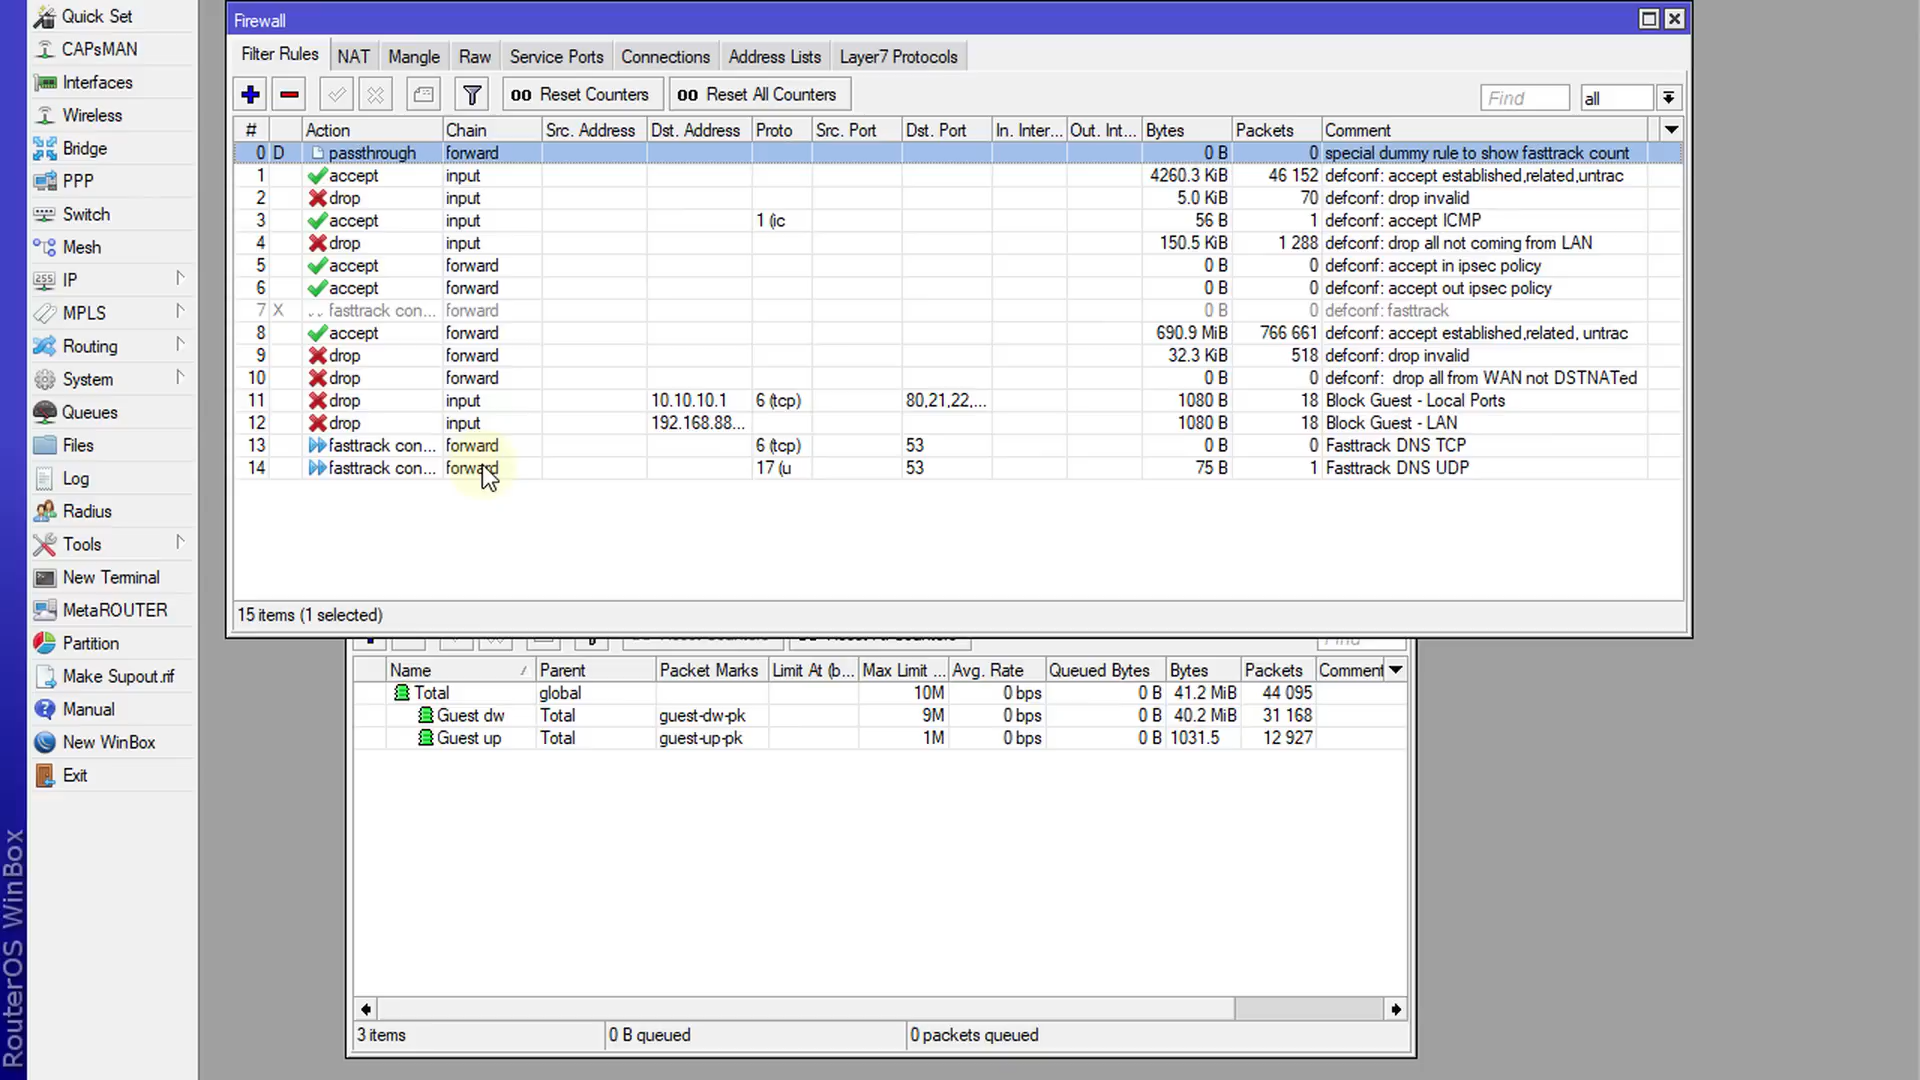 Quick Set
CAPsMAN
Interfaces
Wireless
Bridge
PPP
Switch
Mesh
IP
MPLS
Routing
System
Queues
Files
Log
Radius
Tools
New Terminal
MetaROUTER
Partition
Make Supout.rif
Manual
New WinBox
Exit
RouterOS WinBox
Firewall
Filter Rules NAT Mangle Raw Service Ports Connections Address Lists Layer7 Protocols
00 Reset Counters 00 Reset All Counters Find all
# Action Chain Src. Address Dst. Address Proto Src. Port Dst. Port In. Inter... Out. Int... Bytes Packets Comment
0 D passthrough forward 0 B 0 special dummy rule to show fasttrack count
1 accept input 4260.3 KiB 46 152 defconf: accept established,related,untrac
2 drop input 5.0 KiB 70 defconf: drop invalid
3 accept input 1 (ic 56 B 1 defconf: accept ICMP
4 drop input 150.5 KiB 1 288 defconf: drop all not coming from LAN
5 accept forward 0 B 0 defconf: accept in ipsec policy
6 accept forward 0 B 0 defconf: accept out ipsec policy
7 X fasttrack con... forward 0 B 0 defconf: fasttrack
8 accept forward 690.9 MiB 766 661 defconf: accept established,related, untrac
9 drop forward 32.3 KiB 518 defconf: drop invalid
10 drop forward 0 B 0 defconf: drop all from WAN not DSTNATed
11 drop input 10.10.10.1 6 (tcp) 80,21,22,... 1080 B 18 Block Guest - Local Ports
12 drop input 192.168.88... 1080 B 18 Block Guest - LAN
13 fasttrack con... forward 6 (tcp) 53 0 B 0 Fasttrack DNS TCP
14 fasttrack con... forward 17 (u 53 75 B 1 Fasttrack DNS UDP
15 items (1 selected)
Name Parent Packet Marks Limit At (b... Max Limit ... Avg. Rate Queued Bytes Bytes Packets Comment
Total global 10M 0 bps 0 B 41.2 MiB 44 095
Guest dw Total guest-dw-pk 9M 0 bps 0 B 40.2 MiB 31 168
Guest up Total guest-up-pk 1M 0 bps 0 B 1031.5 12 927
3 items 0 B queued 0 packets queued